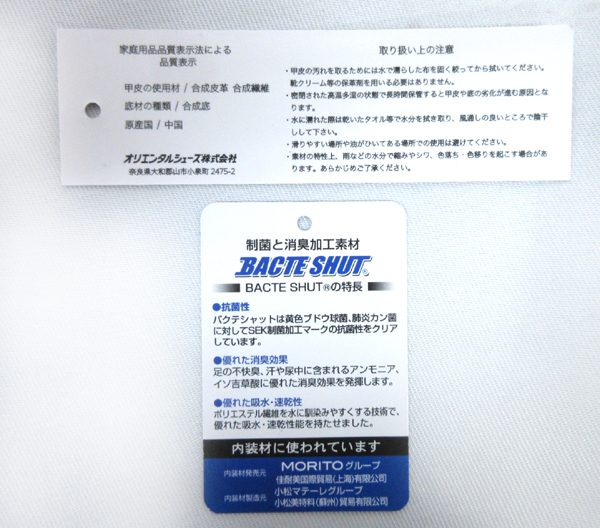 家庭用品品質表示法による
品質表示
甲皮の使用材 / 合成皮革 合成繊維
底材の種類 / 合成底
原産国 / 中国
オリエンタルシューズ株式会社
奈良県大和郡山市小泉町 2475-2
取り扱い上の注意
・甲皮の汚れを取るためには水で濡らした布を固く絞ってから拭いてください。
靴クリーム等の保革剤を用いる必要はありません。
・密閉された高温多湿の状態で長時間保管すると甲皮や底の劣化が進む原因とな
ります。
・水に濡れた際は乾いたタオル等で水分を拭き取り、風通しの良いところで陰干
しして下さい。
・滑りやすい場所や油がひいてある場所での使用は避けてください。
・素材の特性上、雨などの水分で縮みやシワ、色落ち・色移りを起こす場合があ
ります。あらかじめご了承ください。
制菌と消臭加工素材
BACTE SHUT®
BACTE SHUT®の特長
●抗菌性
バクテシャットは黄色ブドウ球菌、肺炎カン菌
に対してSEK制菌加工マークの抗菌性をクリア
しています。
●優れた消臭効果
足の不快臭、汗や尿中に含まれるアンモニア、
イソ吉草酸に優れた消臭効果を発揮します。
●優れた吸水・速乾性
ポリエステル繊維を水に馴染みやすくする技術で、
優れた吸水・速乾性能を持たせました。
内装材に使われています
内装材発売元 MORITOグループ
佳耐美国際貿易(上海)有限公司
内装材製造元 小松マテーレグループ
小松美特料(蘇州)貿易有限公司